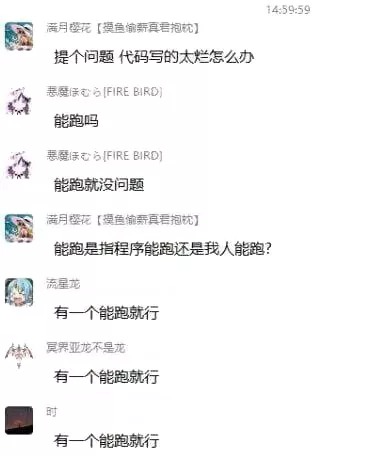 14:59:59
满月樱花【摸鱼偷薪真君抱枕】
提个问题 代码写的太烂怎么办
悪魔ほむら[FIRE BIRD]
能跑吗
悪魔ほむら[FIRE BIRD]
能跑就没问题
满月樱花【摸鱼偷薪真君抱枕】
能跑是指程序能跑还是我人能跑?
流星龙
有一个能跑就行
冥界亚龙不是龙
有一个能跑就行
时
有一个能跑就行